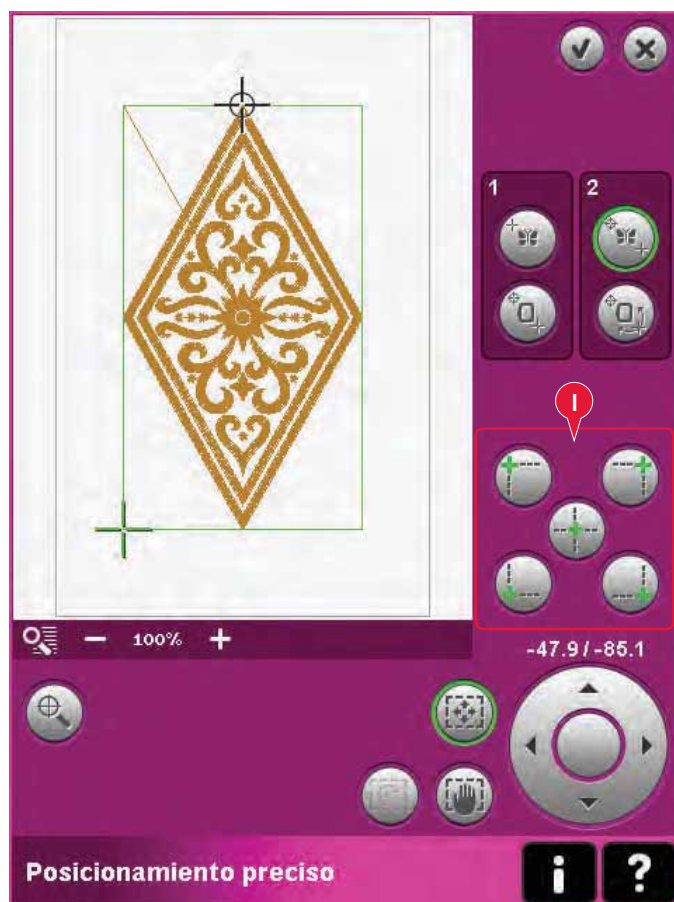 1 2
I
− 100% +
-47.9 / -85.1
Posicionamiento preciso
i ?